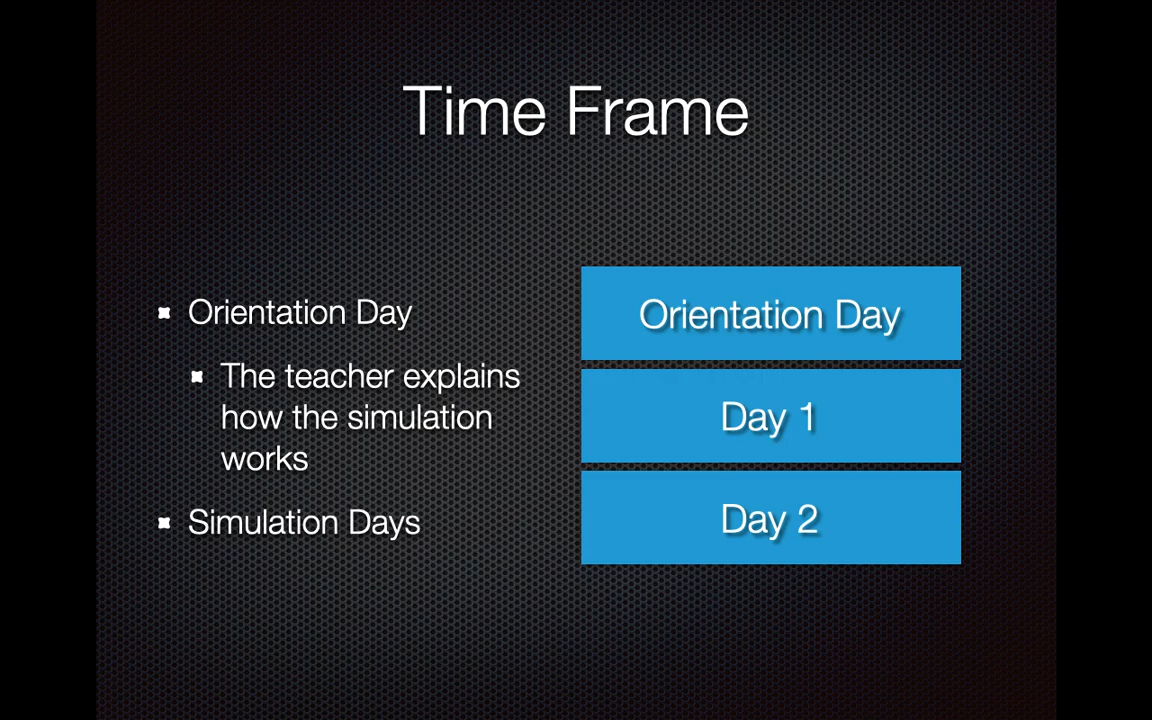 Time Frame
Orientation Day
The teacher explains
how the simulation
works
Simulation Days
Orientation Day
Day 1
Day 2